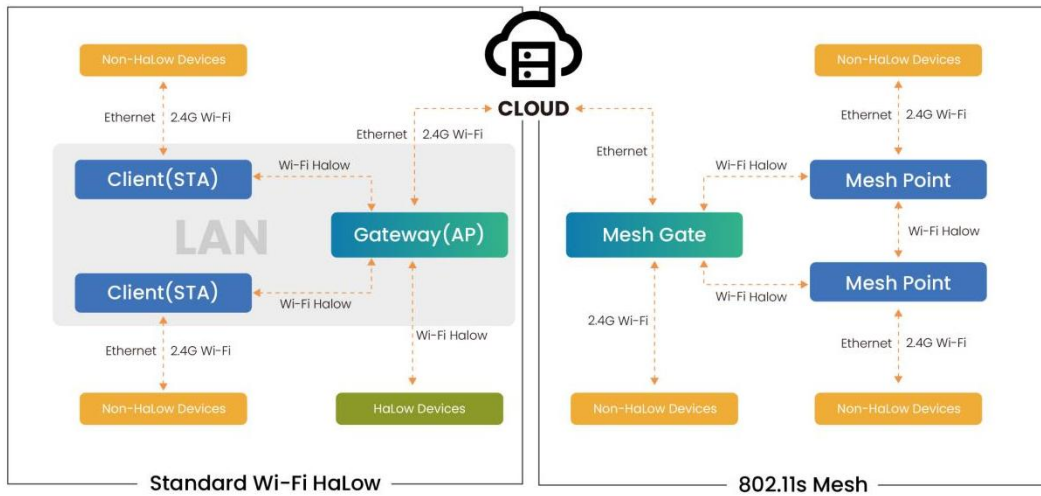 CLOUD
Non-HaLow Devices
Ethernet 2.4G Wi-Fi
Client(STA)
Wi-Fi Halow
Ethernet 2.4G Wi-Fi
LAN
Gateway(AP)
Client(STA)
Wi-Fi Halow
Ethernet 2.4G Wi-Fi
Wi-Fi Halow
Non-HaLow Devices
HaLow Devices
Standard Wi-Fi HaLow
Non-HaLow Devices
Ethernet 2.4G Wi-Fi
Ethernet
Wi-Fi Halow
Mesh Point
Mesh Gate
Wi-Fi Halow
Mesh Point
Wi-Fi Halow
2.4G Wi-Fi
Ethernet 2.4G Wi-Fi
Non-HaLow Devices
Non-HaLow Devices
802.11s Mesh